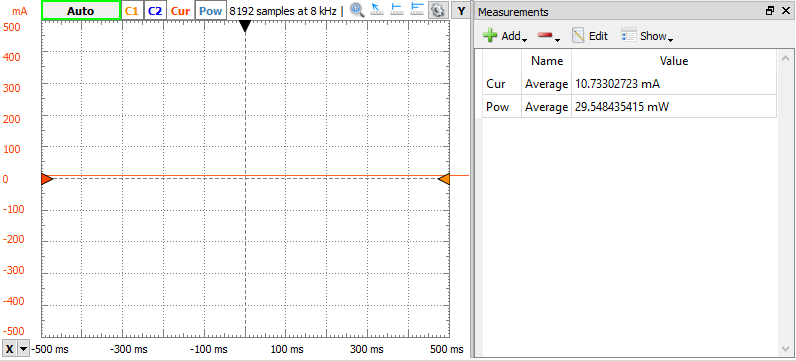 mA Auto C1 C2 Cur Pow 8192 samples at 8 kHz | Y
500
400
300
200
100
0
-100
-200
-300
-400
-500
X -500 ms -300 ms -100 ms 100 ms 300 ms 500 ms
Measurements
Add Edit Show
Name Value
Cur Average 10.73302723 mA
Pow Average 29.548435415 mW